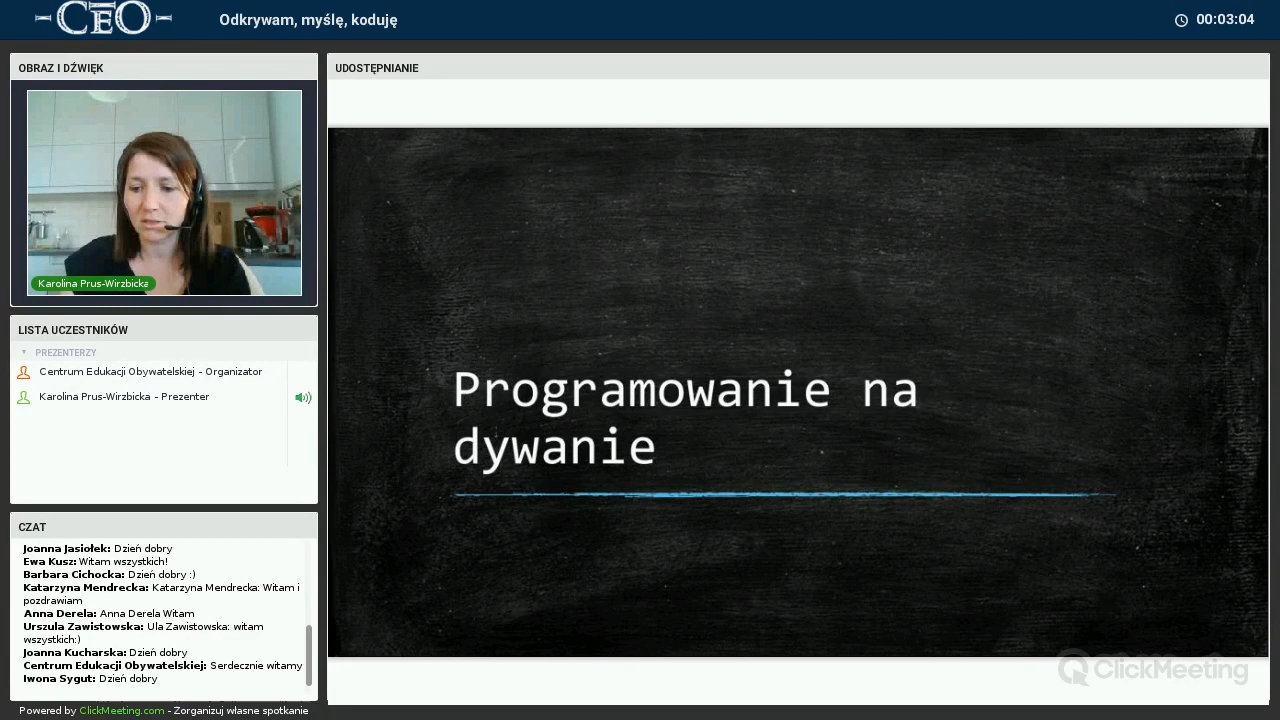 CEO
Odkrywam, myślę, koduję
00:03:04
OBRAZ I DŹWIĘK
Karolina Prus-Wirzbicka
LISTA UCZESTNIKÓW
PREZENTERZY
Centrum Edukacji Obywatelskiej - Organizator
Karolina Prus-Wirzbicka - Prezenter
CZAT
Joanna Jasiołek: Dzień dobry
Ewa Kusz: Witam wszystkich!
Barbara Cichocka: Dzień dobry :)
Katarzyna Mendrecka: Katarzyna Mendrecka: Witam i
pozdrawiam
Anna Derela: Anna Derela Witam
Urszula Zawistowska: Ula Zawistowska: witam
wszystkich:)
Joanna Kucharska: Dzień dobry
Centrum Edukacji Obywatelskiej: Serdecznie witamy
Iwona Sygut: Dzień dobry
Powered by ClickMeeting.com - Zorganizuj własne spotkanie
UDOSTĘPNIANIE
Programowanie na
dywanie
ClickMeeting